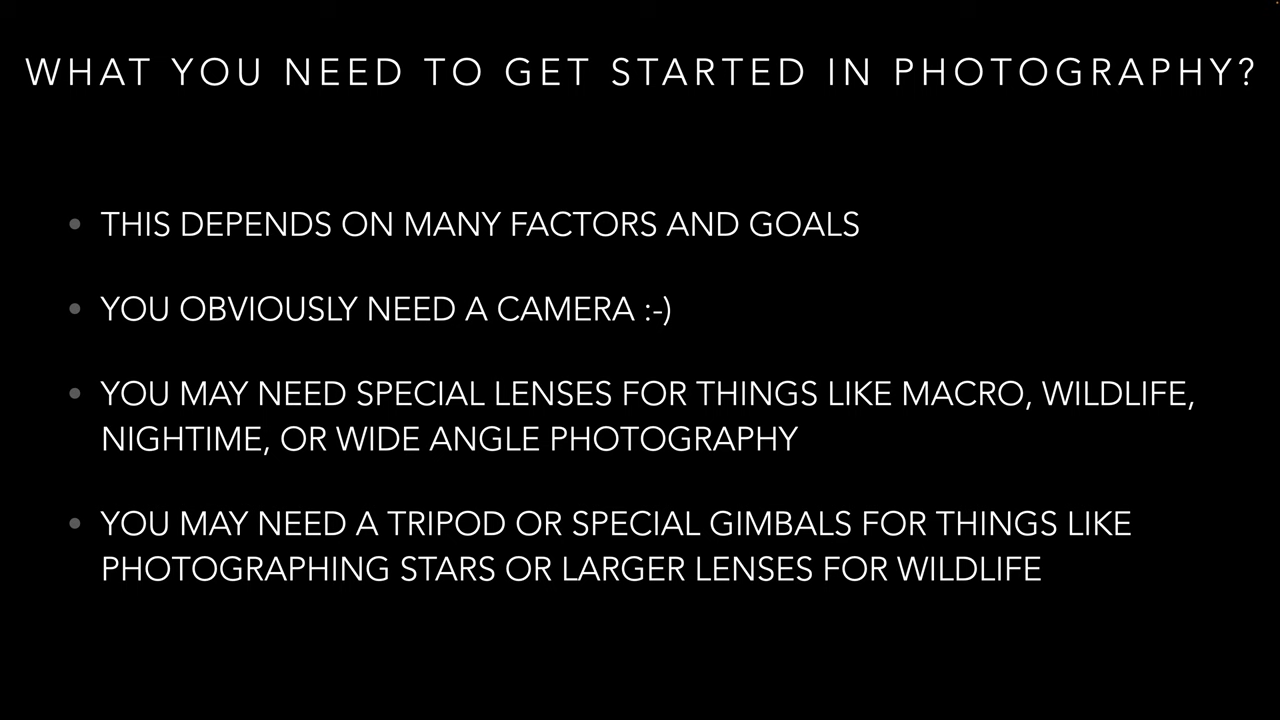 WHAT YOU NEED TO GET STARTED IN PHOTOGRAPHY?
• THIS DEPENDS ON MANY FACTORS AND GOALS
• YOU OBVIOUSLY NEED A CAMERA :-)
• YOU MAY NEED SPECIAL LENSES FOR THINGS LIKE MACRO, WILDLIFE,
NIGHTIME, OR WIDE ANGLE PHOTOGRAPHY
• YOU MAY NEED A TRIPOD OR SPECIAL GIMBALS FOR THINGS LIKE
PHOTOGRAPHING STARS OR LARGER LENSES FOR WILDLIFE